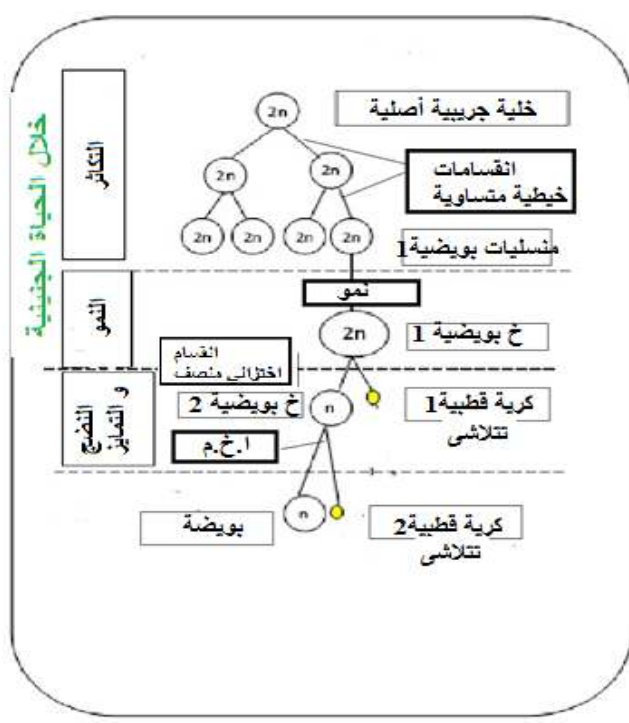 خلال الحياة الجنينية
التكاثر
2n
خلية جريبية أصلية
2n
2n
انقسامات
خيطية متساوية
2n
2n
2n
2n
منسليات بويضية1
النمو
نمو
2n
خ بويضية 1
انقسام
اختزالي منصف
النضج
و التمايز
خ بويضية 2
n
كرية قطبية1
تتلاشى
ا.خ.م
بويضة
n
كرية قطبية2
تتلاشى